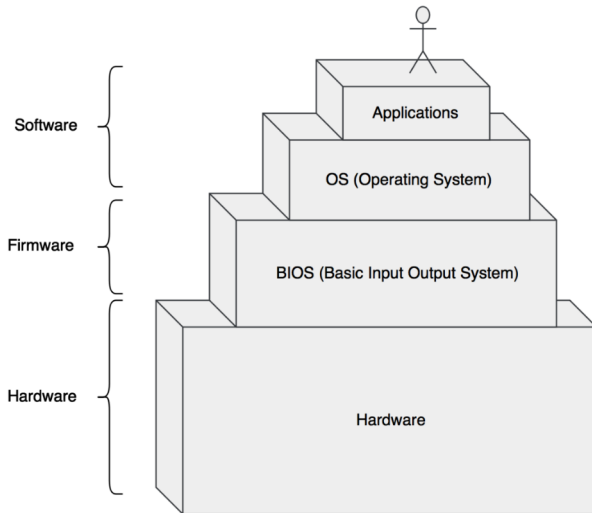 Software
Applications
OS (Operating System)
Firmware
BIOS (Basic Input Output System)
Hardware
Hardware